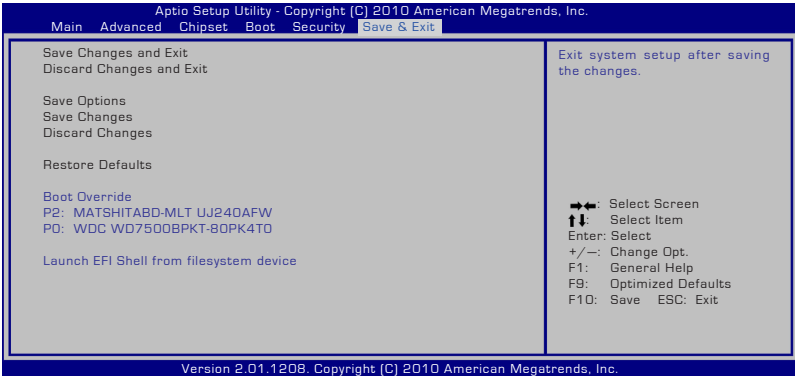 Aptio Setup Utility - Copyright (C) 2010 American Megatrends, Inc.
Main Advanced Chipset Boot Security Save & Exit
Save Changes and Exit
Discard Changes and Exit
Save Options
Save Changes
Discard Changes
Restore Defaults
Boot Override
P2: MATSHITABD-MLT UJ240AFW
P0: WDC WD7500BPKT-80PK4T0
Launch EFI Shell from filesystem device
Exit system setup after saving
the changes.
→←: Select Screen
↑↓: Select Item
Enter: Select
+/—: Change Opt.
F1: General Help
F9: Optimized Defaults
F10: Save ESC: Exit
Version 2.01.1208. Copyright (C) 2010 American Megatrends, Inc.